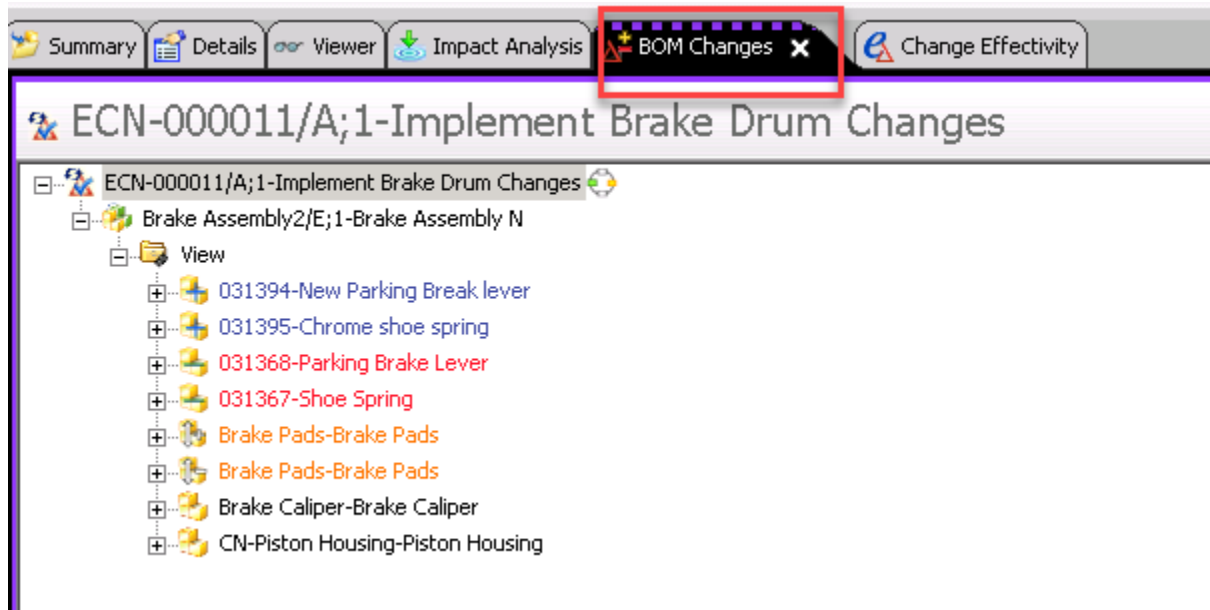 Summary Details Viewer Impact Analysis BOM Changes Change Effectivity
ECN-000011/A;1-Implement Brake Drum Changes
ECN-000011/A;1-Implement Brake Drum Changes
Brake Assembly2/E;1-Brake Assembly N
View
031394-New Parking Break lever
031395-Chrome shoe spring
031368-Parking Brake Lever
031367-Shoe Spring
Brake Pads-Brake Pads
Brake Pads-Brake Pads
Brake Caliper-Brake Caliper
CN-Piston Housing-Piston Housing